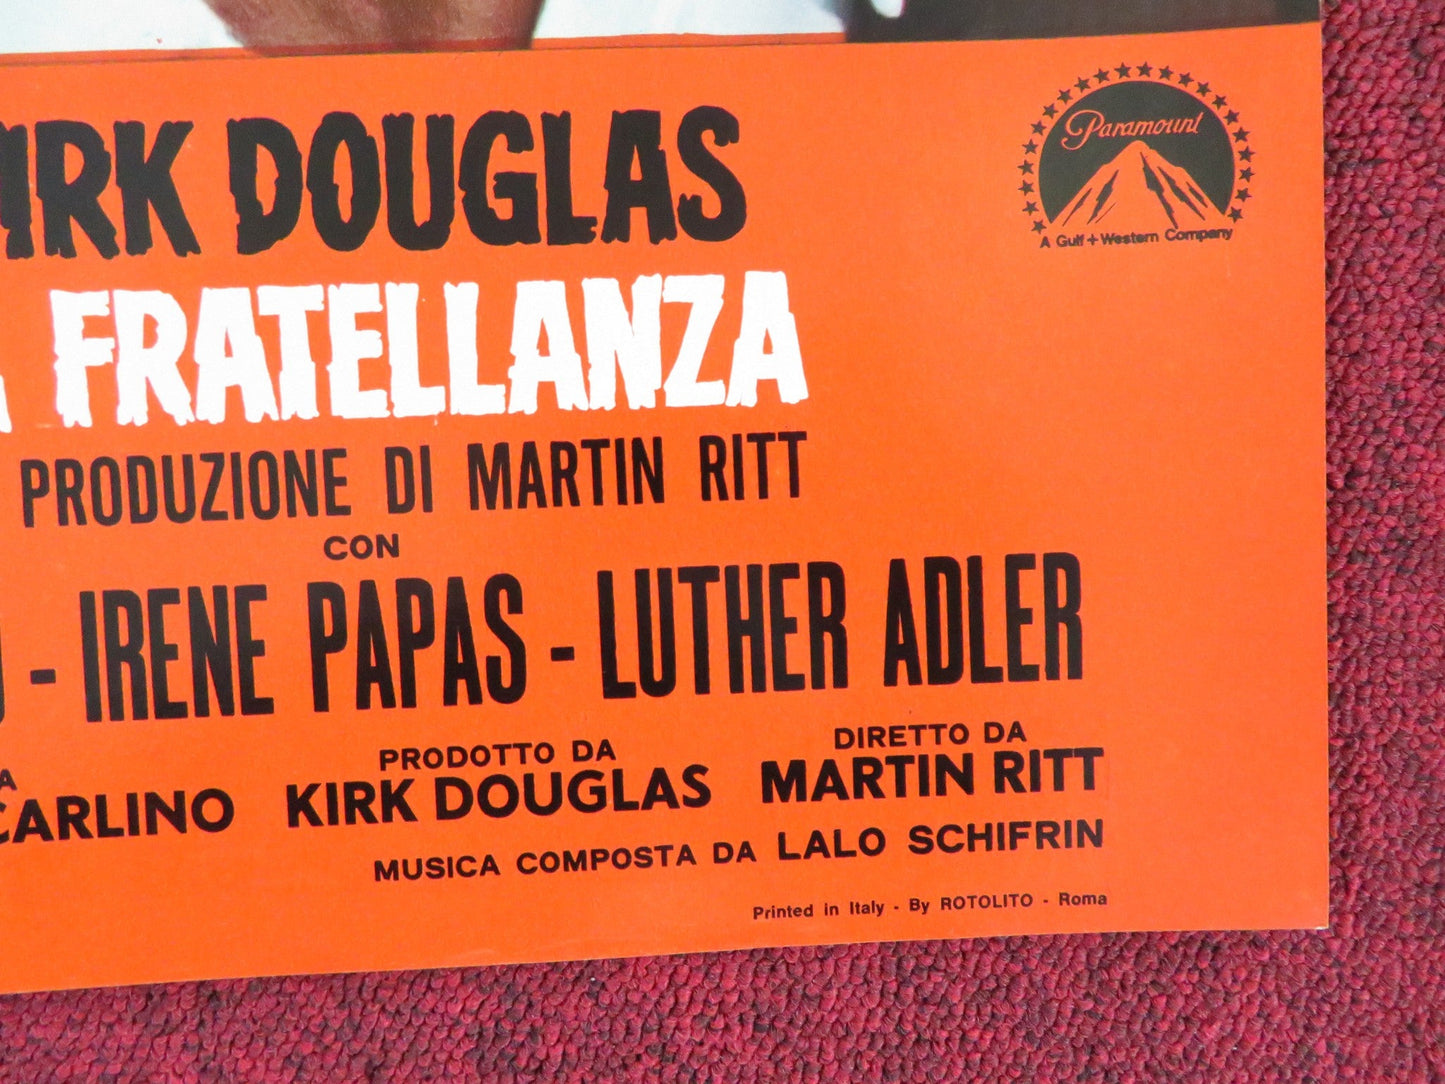 Paramount
A Gulf + Western Company
KIRK DOUGLAS
FRATELLANZA
PRODUZIONE DI MARTIN RITT
CON
- IRENE PAPAS - LUTHER ADLER
PRODOTTO DA
DIRETTO DA
CARLINO KIRK DOUGLAS MARTIN RITT
MUSICA COMPOSTA DA LALO SCHIFRIN
Printed in Italy - By ROTOLITO - Roma